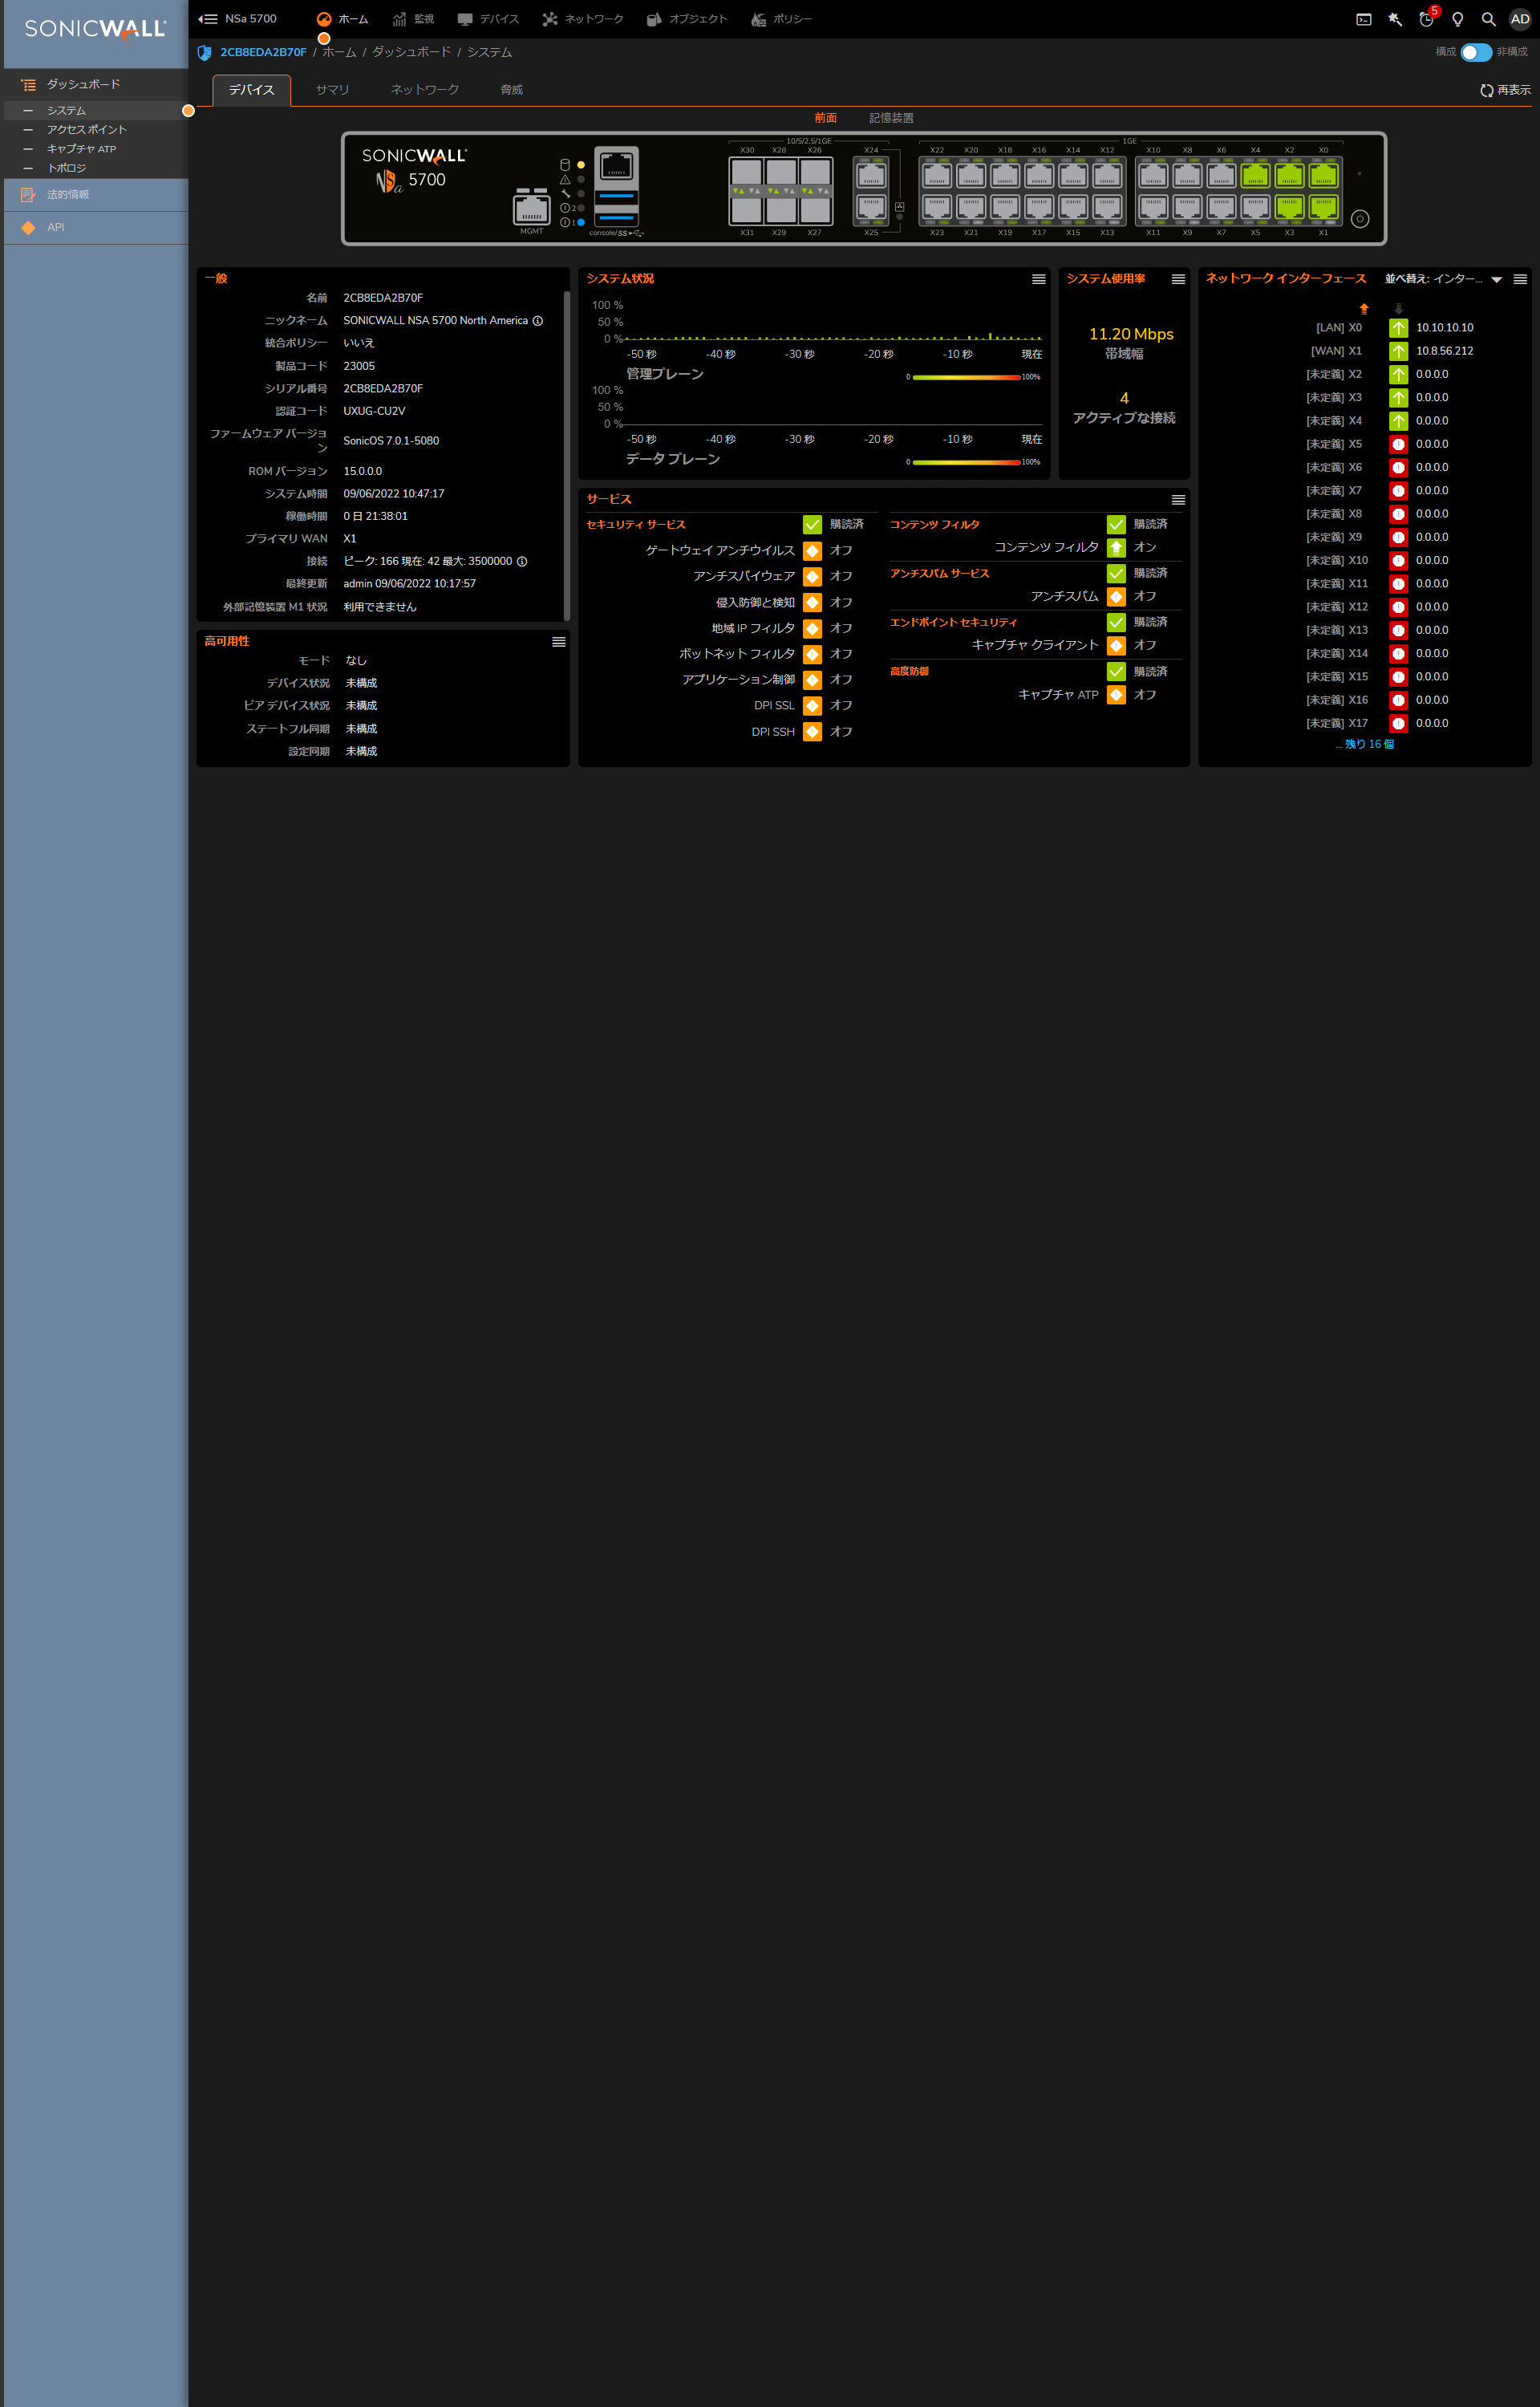 SONICWALL
NSa 5700
ホーム
監視
デバイス
ネットワーク
オブジェクト
ポリシー
5
AD
2CB8EDA2B70F / ホーム / ダッシュボード / システム
構成
非構成
ダッシュボード
システム
アクセス ポイント
キャプチャ ATP
トポロジ
法的情報
API
デバイス
サマリ
ネットワーク
脅威
再表示
前面
記憶装置
SONICWALL
NSa 5700
MGMT
2
1
console/SS
10/5/2.5/1GE
X30 X28 X26 X24
X31 X29 X27 X25
1GE
X22 X20 X18 X16 X14 X12 X10 X8 X6 X4 X2 X0
X23 X21 X19 X17 X15 X13 X11 X9 X7 X5 X3 X1
一般
名前 2CB8EDA2B70F
ニックネーム SONICWALL NSA 5700 North America
統合ポリシー いいえ
製品コード 23005
シリアル番号 2CB8EDA2B70F
認証コード UXUG-CU2V
ファームウェア バージョン SonicOS 7.0.1-5080
ROM バージョン 15.0.0.0
システム時間 09/06/2022 10:47:17
稼働時間 0 日 21:38:01
プライマリ WAN X1
接続 ピーク: 166 現在: 42 最大: 3500000
最終更新 admin 09/06/2022 10:17:57
外部記憶装置 M1 状況 利用できません
高可用性
モード なし
デバイス状況 未構成
ピア デバイス状況 未構成
ステートフル同期 未構成
設定同期 未構成
システム状況
100 %
50 %
0 %
-50 秒 -40 秒 -30 秒 -20 秒 -10 秒 現在
管理プレーン
0 100%
100 %
50 %
0 %
-50 秒 -40 秒 -30 秒 -20 秒 -10 秒 現在
データ プレーン
0 100%
システム使用率
11.20 Mbps
帯域幅
4
アクティブな接続
サービス
セキュリティ サービス 購読済
ゲートウェイ アンチウイルス オフ
アンチスパイウェア オフ
侵入防御と検知 オフ
地域 IP フィルタ オフ
ボットネット フィルタ オフ
アプリケーション制御 オフ
DPI SSL オフ
DPI SSH オフ
コンテンツ フィルタ 購読済
コンテンツ フィルタ オン
アンチスパム サービス 購読済
アンチスパム オフ
エンドポイント セキュリティ 購読済
キャプチャ クライアント オフ
高度防御 購読済
キャプチャ ATP オフ
ネットワーク インターフェース
並べ替え: インター...
[LAN] X0 10.10.10.10
[WAN] X1 10.8.56.212
[未定義] X2 0.0.0.0
[未定義] X3 0.0.0.0
[未定義] X4 0.0.0.0
[未定義] X5 0.0.0.0
[未定義] X6 0.0.0.0
[未定義] X7 0.0.0.0
[未定義] X8 0.0.0.0
[未定義] X9 0.0.0.0
[未定義] X10 0.0.0.0
[未定義] X11 0.0.0.0
[未定義] X12 0.0.0.0
[未定義] X13 0.0.0.0
[未定義] X14 0.0.0.0
[未定義] X15 0.0.0.0
[未定義] X16 0.0.0.0
[未定義] X17 0.0.0.0
... 残り 16 個